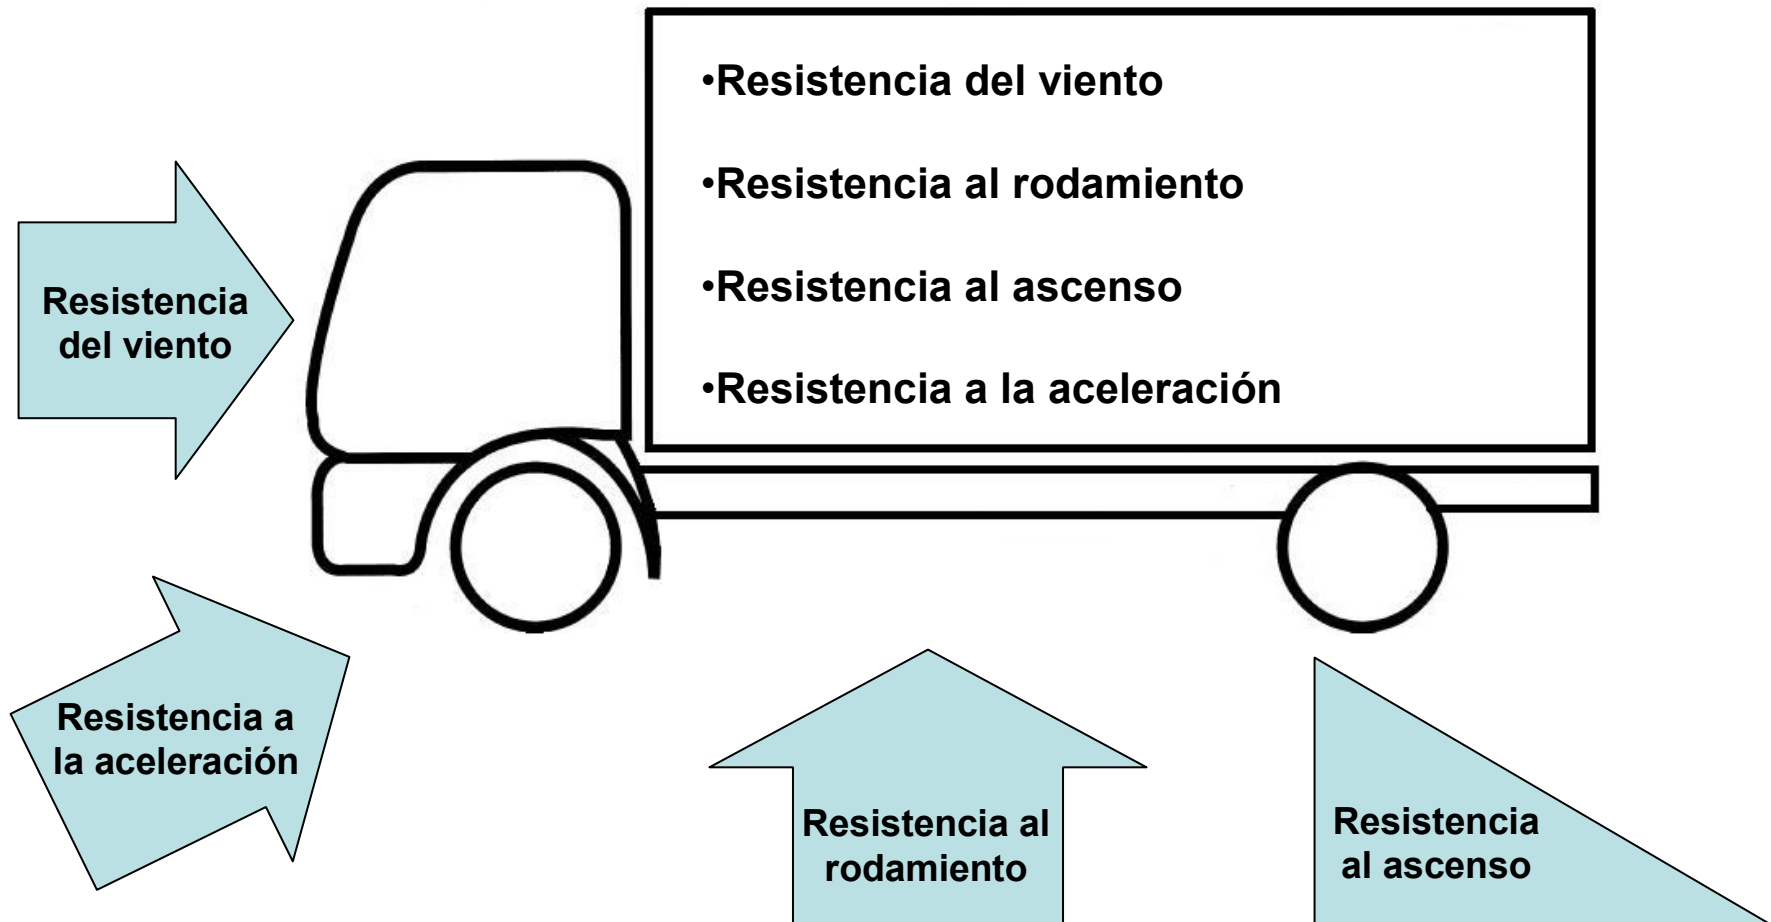 •Resistencia del viento
•Resistencia al rodamiento
•Resistencia al ascenso
•Resistencia a la aceleración
Resistencia
del viento
Resistencia a
la aceleración
Resistencia al
rodamiento
Resistencia
al ascenso